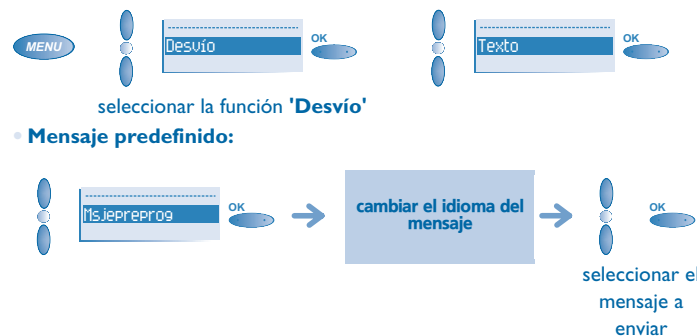 MENU
Desvío
OK
Texto
OK
seleccionar la función 'Desvío'
• Mensaje predefinido:
Msjepreprog
OK
cambiar el idioma del
mensaje
OK
seleccionar el
mensaje a
enviar